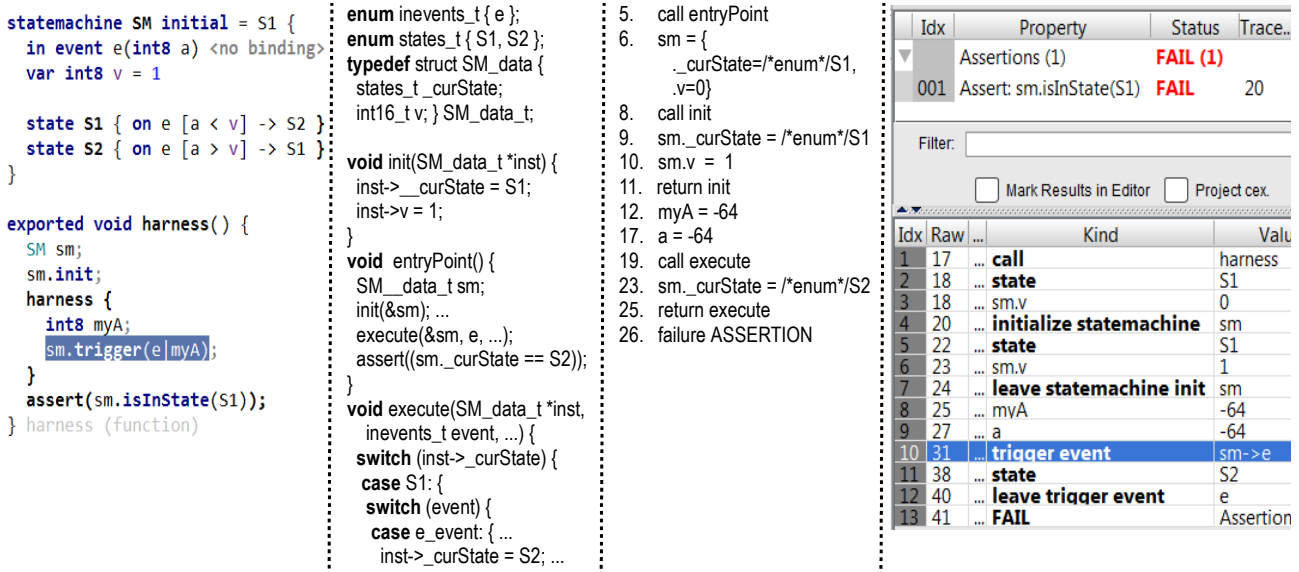 statemachine SM initial = S1 {
in event e(int8 a) <no binding>
var int8 v = 1
state S1 { on e [a < v] -> S2 }
state S2 { on e [a > v] -> S1 }
}
exported void harness() {
SM sm;
sm.init;
harness {
int8 myA;
sm.trigger(e|myA);
}
assert(sm.isInState(S1));
} harness (function)
enum inevents_t { e };
enum states_t { S1, S2 };
typedef struct SM_data {
states_t _curState;
int16_t v; } SM_data_t;
void init(SM_data_t *inst) {
inst->__curState = S1;
inst->v = 1;
}
void entryPoint() {
SM__data_t sm;
init(&sm); ...
execute(&sm, e, ...);
assert((sm._curState == S2));
}
void execute(SM_data_t *inst,
inevents_t event, ...) {
switch (inst->_curState) {
case S1: {
switch (event) {
case e_event: { ...
inst->_curState = S2; ...
5. call entryPoint
6. sm = {
._curState=/*enum*/S1,
.v=0}
8. call init
9. sm._curState = /*enum*/S1
10. sm.v = 1
11. return init
12. myA = -64
17. a = -64
19. call execute
23. sm._curState = /*enum*/S2
25. return execute
26. failure ASSERTION
Idx Property Status Trace...
Assertions (1) FAIL (1)
001 Assert: sm.isInState(S1) FAIL 20
Filter:
Mark Results in Editor Project cex.
Idx Raw ... Kind Valu
1 17 ... call harness
2 18 ... state S1
3 18 ... sm.v 0
4 20 ... initialize statemachine sm
5 22 ... state S1
6 23 ... sm.v 1
7 24 ... leave statemachine init sm
8 25 ... myA -64
9 27 ... a -64
10 31 ... trigger event sm->e
11 38 ... state S2
12 40 ... leave trigger event e
13 41 ... FAIL Assertion